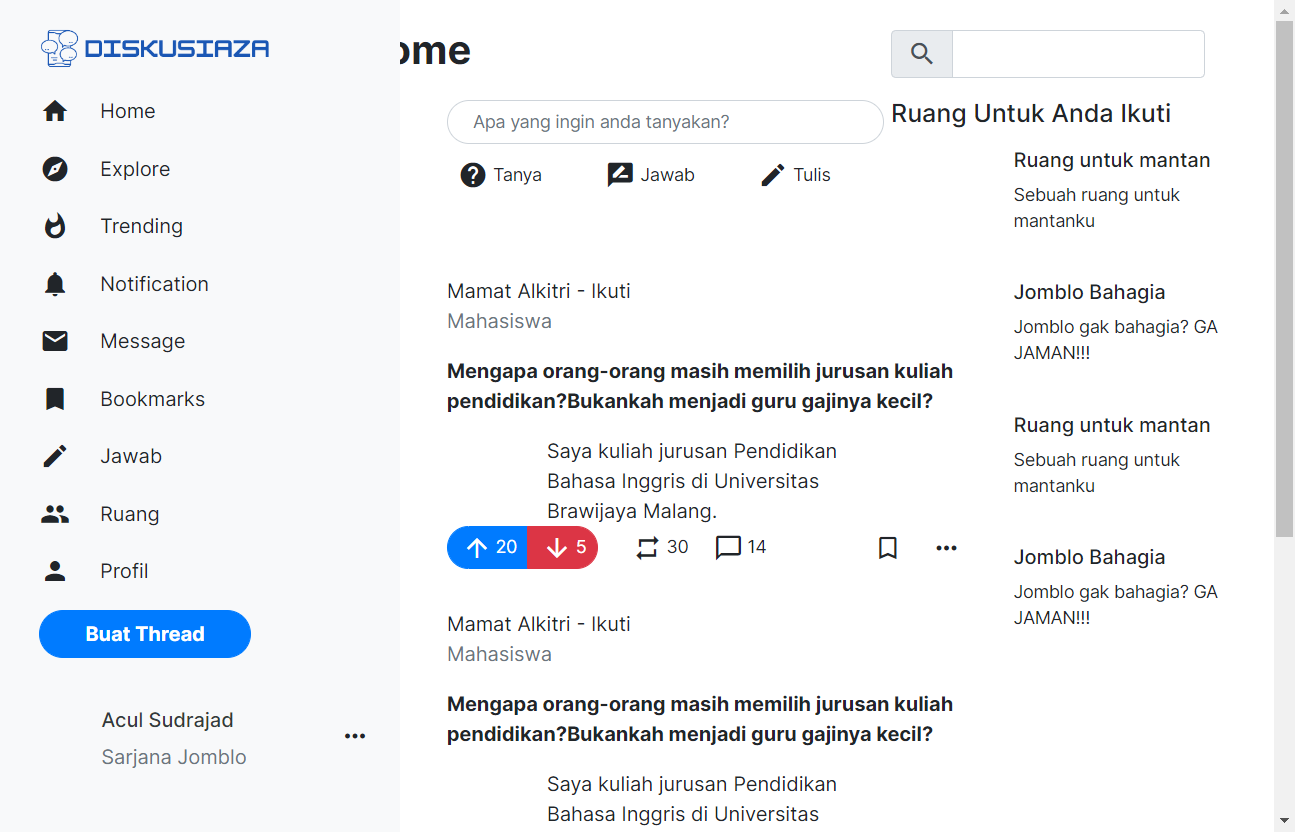 DISKUSIAZA
Home
Explore
Trending
Notification
Message
Bookmarks
Jawab
Ruang
Profil
Buat Thread
Acul Sudrajad
Sarjana Jomblo
ome
Apa yang ingin anda tanyakan?
Tanya Jawab Tulis
Mamat Alkitri - Ikuti
Mahasiswa
Mengapa orang-orang masih memilih jurusan kuliah
pendidikan?Bukankah menjadi guru gajinya kecil?
Saya kuliah jurusan Pendidikan
Bahasa Inggris di Universitas
Brawijaya Malang.
20 5 30 14
Mamat Alkitri - Ikuti
Mahasiswa
Mengapa orang-orang masih memilih jurusan kuliah
pendidikan?Bukankah menjadi guru gajinya kecil?
Saya kuliah jurusan Pendidikan
Bahasa Inggris di Universitas
Ruang Untuk Anda Ikuti
Ruang untuk mantan
Sebuah ruang untuk
mantanku
Jomblo Bahagia
Jomblo gak bahagia? GA
JAMAN!!!
Ruang untuk mantan
Sebuah ruang untuk
mantanku
Jomblo Bahagia
Jomblo gak bahagia? GA
JAMAN!!!